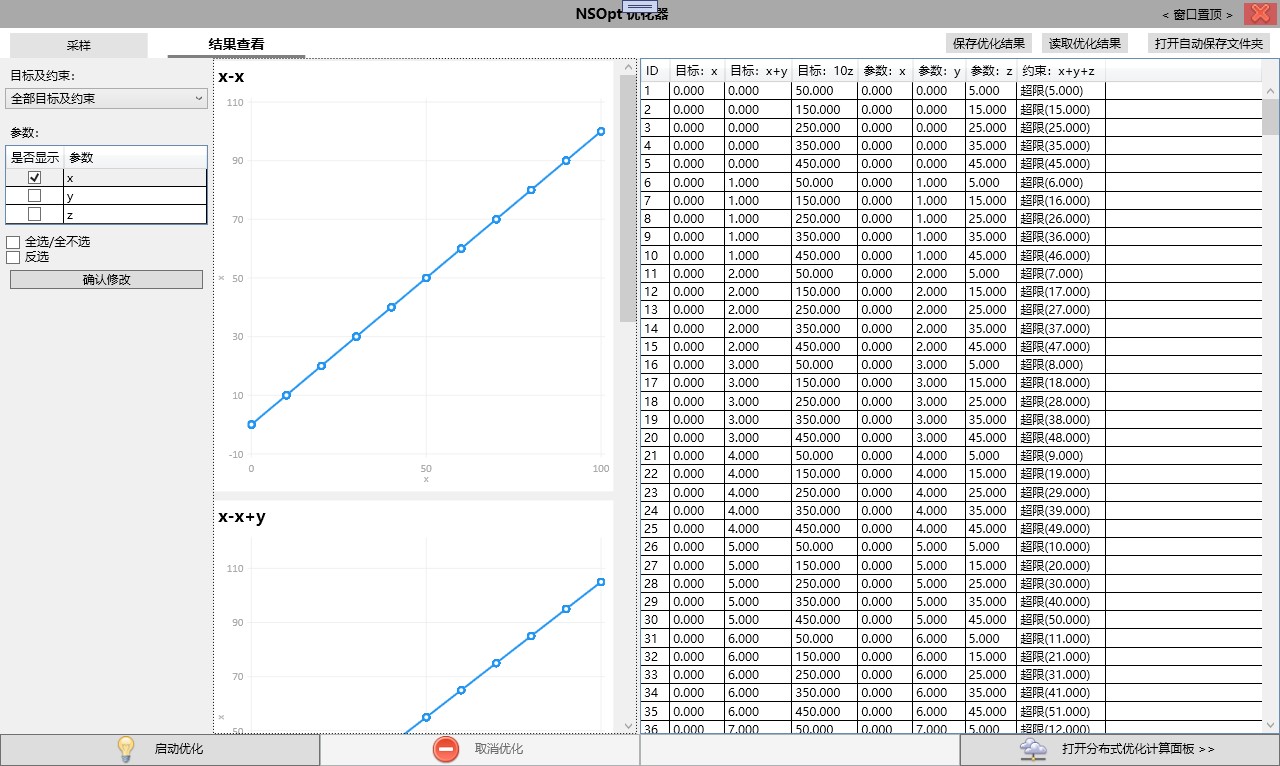 NSOpt 优化器
< 窗口置顶 >
采样
结果查看
保存优化结果
读取优化结果
打开自动保存文件夹
目标及约束:
全部目标及约束
参数:
是否显示 参数
x
y
z
全选/全不选
反选
确认修改
x-x
110
90
70
x 50
30
10
-10
0 50 100
x
x-x+y
110
90
70
x
50
ID 目标: x 目标: x+y 目标: 10z 参数: x 参数: y 参数: z 约束: x+y+z
1 0.000 0.000 50.000 0.000 0.000 5.000 超限(5.000)
2 0.000 0.000 150.000 0.000 0.000 15.000 超限(15.000)
3 0.000 0.000 250.000 0.000 0.000 25.000 超限(25.000)
4 0.000 0.000 350.000 0.000 0.000 35.000 超限(35.000)
5 0.000 0.000 450.000 0.000 0.000 45.000 超限(45.000)
6 0.000 1.000 50.000 0.000 1.000 5.000 超限(6.000)
7 0.000 1.000 150.000 0.000 1.000 15.000 超限(16.000)
8 0.000 1.000 250.000 0.000 1.000 25.000 超限(26.000)
9 0.000 1.000 350.000 0.000 1.000 35.000 超限(36.000)
10 0.000 1.000 450.000 0.000 1.000 45.000 超限(46.000)
11 0.000 2.000 50.000 0.000 2.000 5.000 超限(7.000)
12 0.000 2.000 150.000 0.000 2.000 15.000 超限(17.000)
13 0.000 2.000 250.000 0.000 2.000 25.000 超限(27.000)
14 0.000 2.000 350.000 0.000 2.000 35.000 超限(37.000)
15 0.000 2.000 450.000 0.000 2.000 45.000 超限(47.000)
16 0.000 3.000 50.000 0.000 3.000 5.000 超限(8.000)
17 0.000 3.000 150.000 0.000 3.000 15.000 超限(18.000)
18 0.000 3.000 250.000 0.000 3.000 25.000 超限(28.000)
19 0.000 3.000 350.000 0.000 3.000 35.000 超限(38.000)
20 0.000 3.000 450.000 0.000 3.000 45.000 超限(48.000)
21 0.000 4.000 50.000 0.000 4.000 5.000 超限(9.000)
22 0.000 4.000 150.000 0.000 4.000 15.000 超限(19.000)
23 0.000 4.000 250.000 0.000 4.000 25.000 超限(29.000)
24 0.000 4.000 350.000 0.000 4.000 35.000 超限(39.000)
25 0.000 4.000 450.000 0.000 4.000 45.000 超限(49.000)
26 0.000 5.000 50.000 0.000 5.000 5.000 超限(10.000)
27 0.000 5.000 150.000 0.000 5.000 15.000 超限(20.000)
28 0.000 5.000 250.000 0.000 5.000 25.000 超限(30.000)
29 0.000 5.000 350.000 0.000 5.000 35.000 超限(40.000)
30 0.000 5.000 450.000 0.000 5.000 45.000 超限(50.000)
31 0.000 6.000 50.000 0.000 6.000 5.000 超限(11.000)
32 0.000 6.000 150.000 0.000 6.000 15.000 超限(21.000)
33 0.000 6.000 250.000 0.000 6.000 25.000 超限(31.000)
34 0.000 6.000 350.000 0.000 6.000 35.000 超限(41.000)
35 0.000 6.000 450.000 0.000 6.000 45.000 超限(51.000)
36 0.000 7.000 50.000 0.000 7.000 5.000 超限(12.000)
启动优化
取消优化
打开分布式优化计算面板 >>